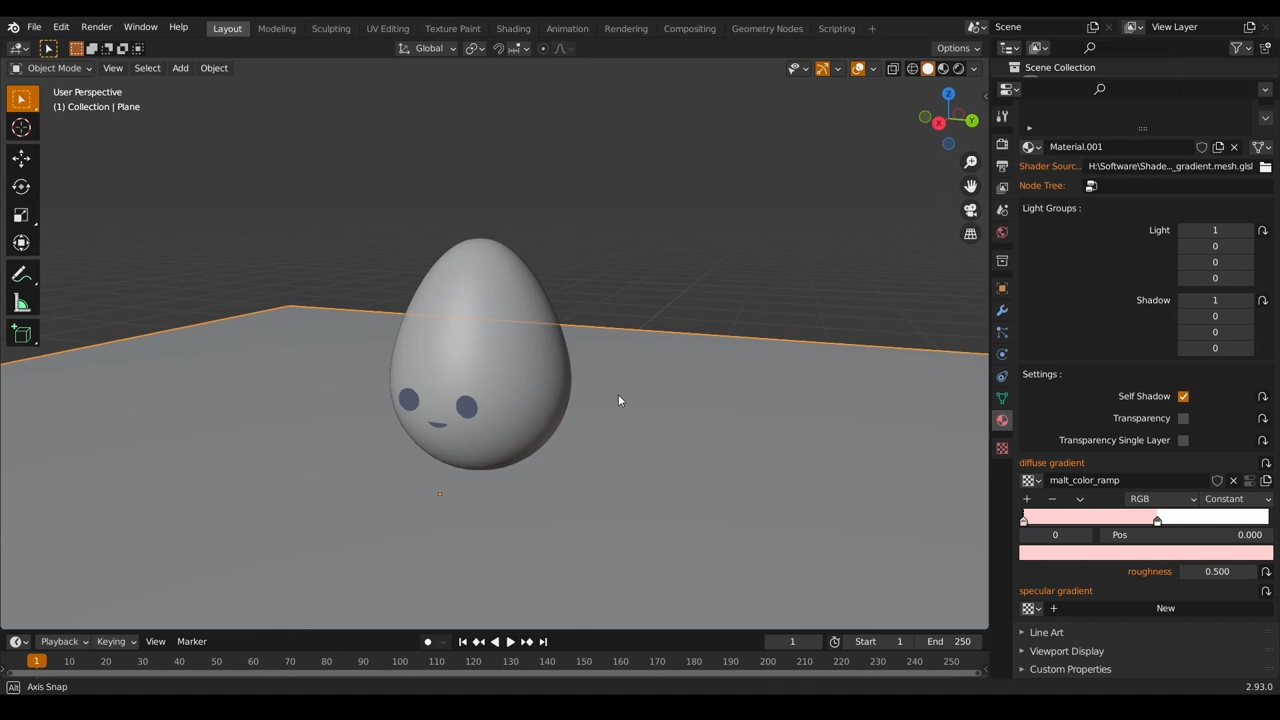 File Edit Render Window Help Layout Modeling Sculpting UV Editing Texture Paint Shading Animation Rendering Compositing Geometry Nodes Scripting + Scene View Layer
Global Options
Object Mode View Select Add Object
Scene Collection
User Perspective
(1) Collection | Plane
Z
X
Y
Material.001
Shader Sourc... H:\Software\Shade..._gradient.mesh.glsl
Node Tree:
Light Groups :
Light 1
0
0
0
Shadow 1
0
0
0
Settings :
Self Shadow
Transparency
Transparency Single Layer
diffuse gradient
malt_color_ramp
+ − RGB Constant
0 Pos 0.000
roughness 0.500
specular gradient
+ New
Line Art
Viewport Display
Custom Properties
Playback Keying View Marker 1 Start 1 End 250
1 10 20 30 40 50 60 70 80 90 100 110 120 130 140 150 160 170 180 190 200 210 220 230 240 250
Alt Axis Snap 2.93.0